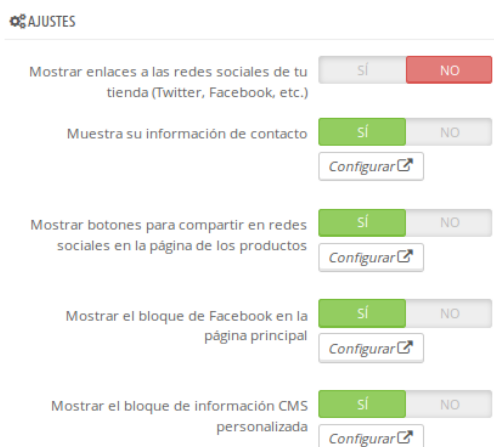 AJUSTES
Mostrar enlaces a las redes sociales de tu
tienda (Twitter, Facebook, etc.)
SÍ NO
Muestra su información de contacto
SÍ NO
Configurar
Mostrar botones para compartir en redes
sociales en la página de los productos
SÍ NO
Configurar
Mostrar el bloque de Facebook en la
página principal
SÍ NO
Configurar
Mostrar el bloque de información CMS
personalizada
SÍ NO
Configurar